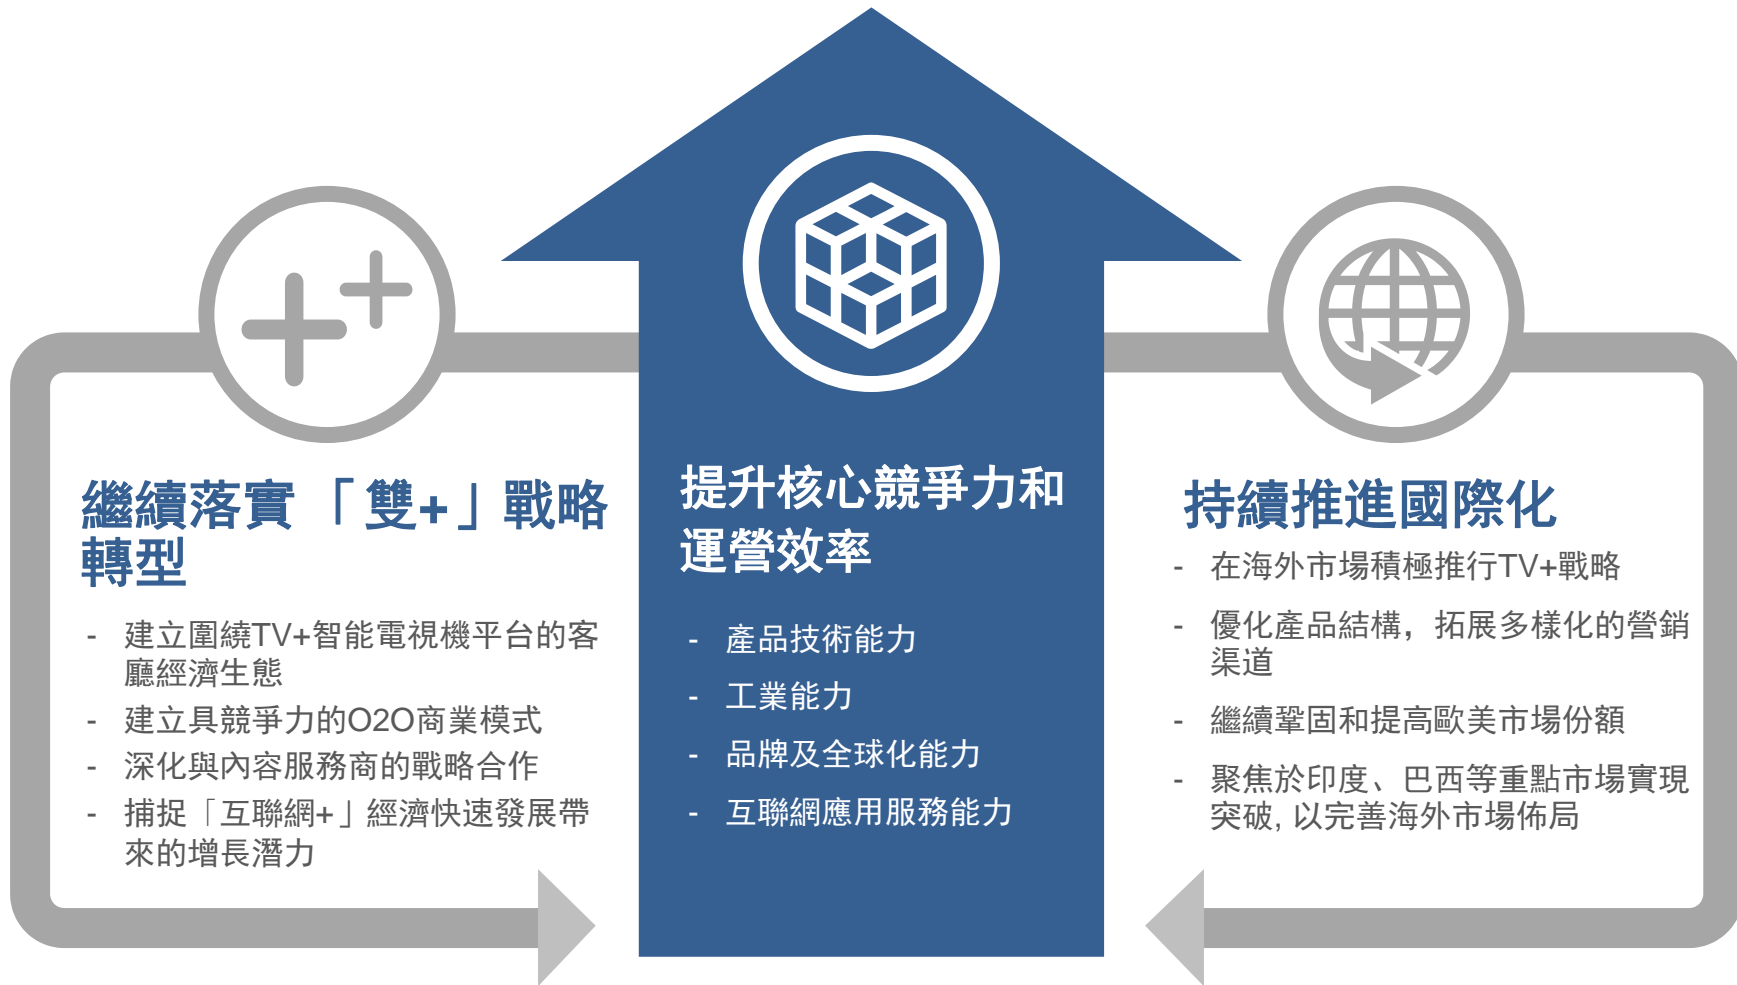 繼續落實「雙+」戰略
轉型
- 建立圍繞TV+智能電視機平台的客
廳經濟生態
- 建立具競爭力的O2O商業模式
- 深化與內容服務商的戰略合作
- 捕捉「互聯網+」經濟快速發展帶
來的增長潛力
提升核心競爭力和
運營效率
- 產品技術能力
- 工業能力
- 品牌及全球化能力
- 互聯網應用服務能力
持續推進國際化
- 在海外市場積極推行TV+戰略
- 優化產品結構，拓展多樣化的營銷
渠道
- 繼續鞏固和提高歐美市場份額
- 聚焦於印度、巴西等重點市場實現
突破, 以完善海外市場佈局